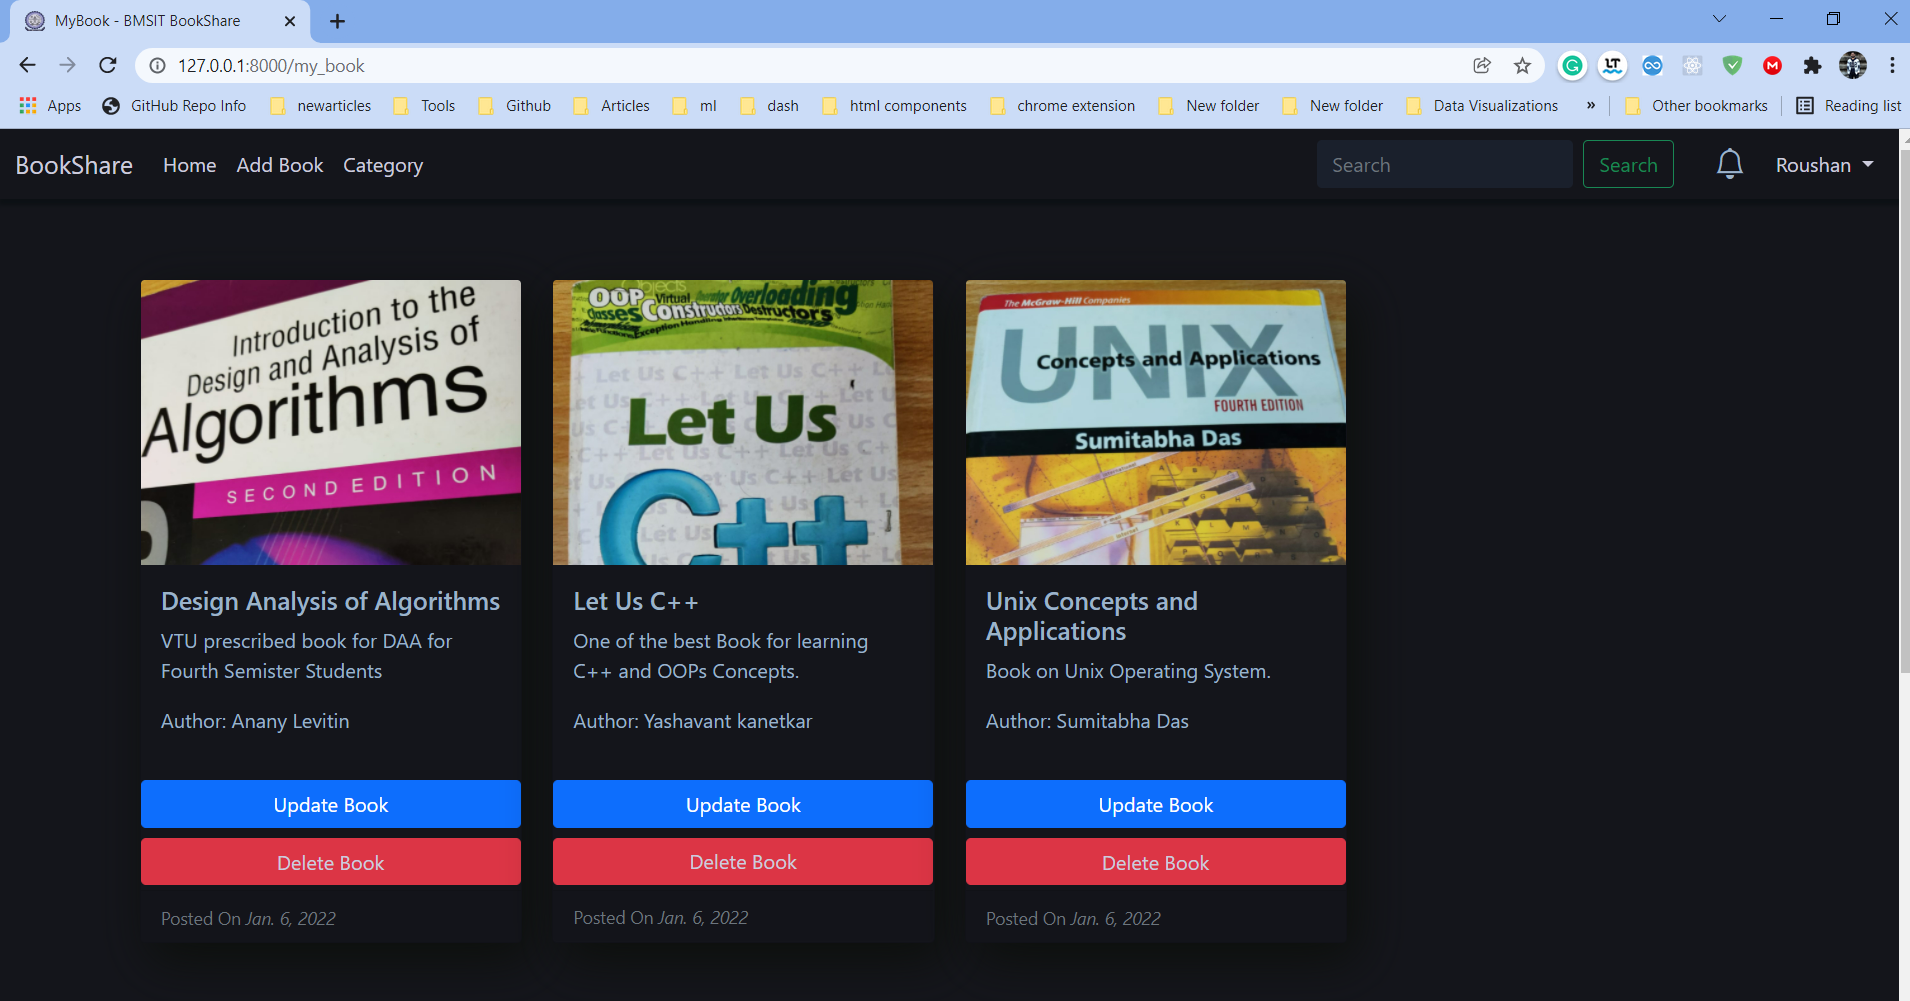 MyBook - BMSIT BookShare
127.0.0.1:8000/my_book
Apps GitHub Repo Info newarticles Tools Github Articles ml dash html components chrome extension New folder New folder Data Visualizations » Other bookmarks Reading list
BookShare Home Add Book Category Search Search Roushan
Introduction to the
Design and Analysis of
Algorithms
SECOND EDITION
Objects
OOP Virtual Operator Overloading
Classes Constructors Destructors
Exception Handling
Let Us
C++
The McGraw-Hill Companies
UNIX
Concepts and Applications
FOURTH EDITION
Sumitabha Das
Design Analysis of Algorithms
VTU prescribed book for DAA for
Fourth Semister Students
Author: Anany Levitin
Update Book
Delete Book
Posted On Jan. 6, 2022
Let Us C++
One of the best Book for learning
C++ and OOPs Concepts.
Author: Yashavant kanetkar
Update Book
Delete Book
Posted On Jan. 6, 2022
Unix Concepts and
Applications
Book on Unix Operating System.
Author: Sumitabha Das
Update Book
Delete Book
Posted On Jan. 6, 2022